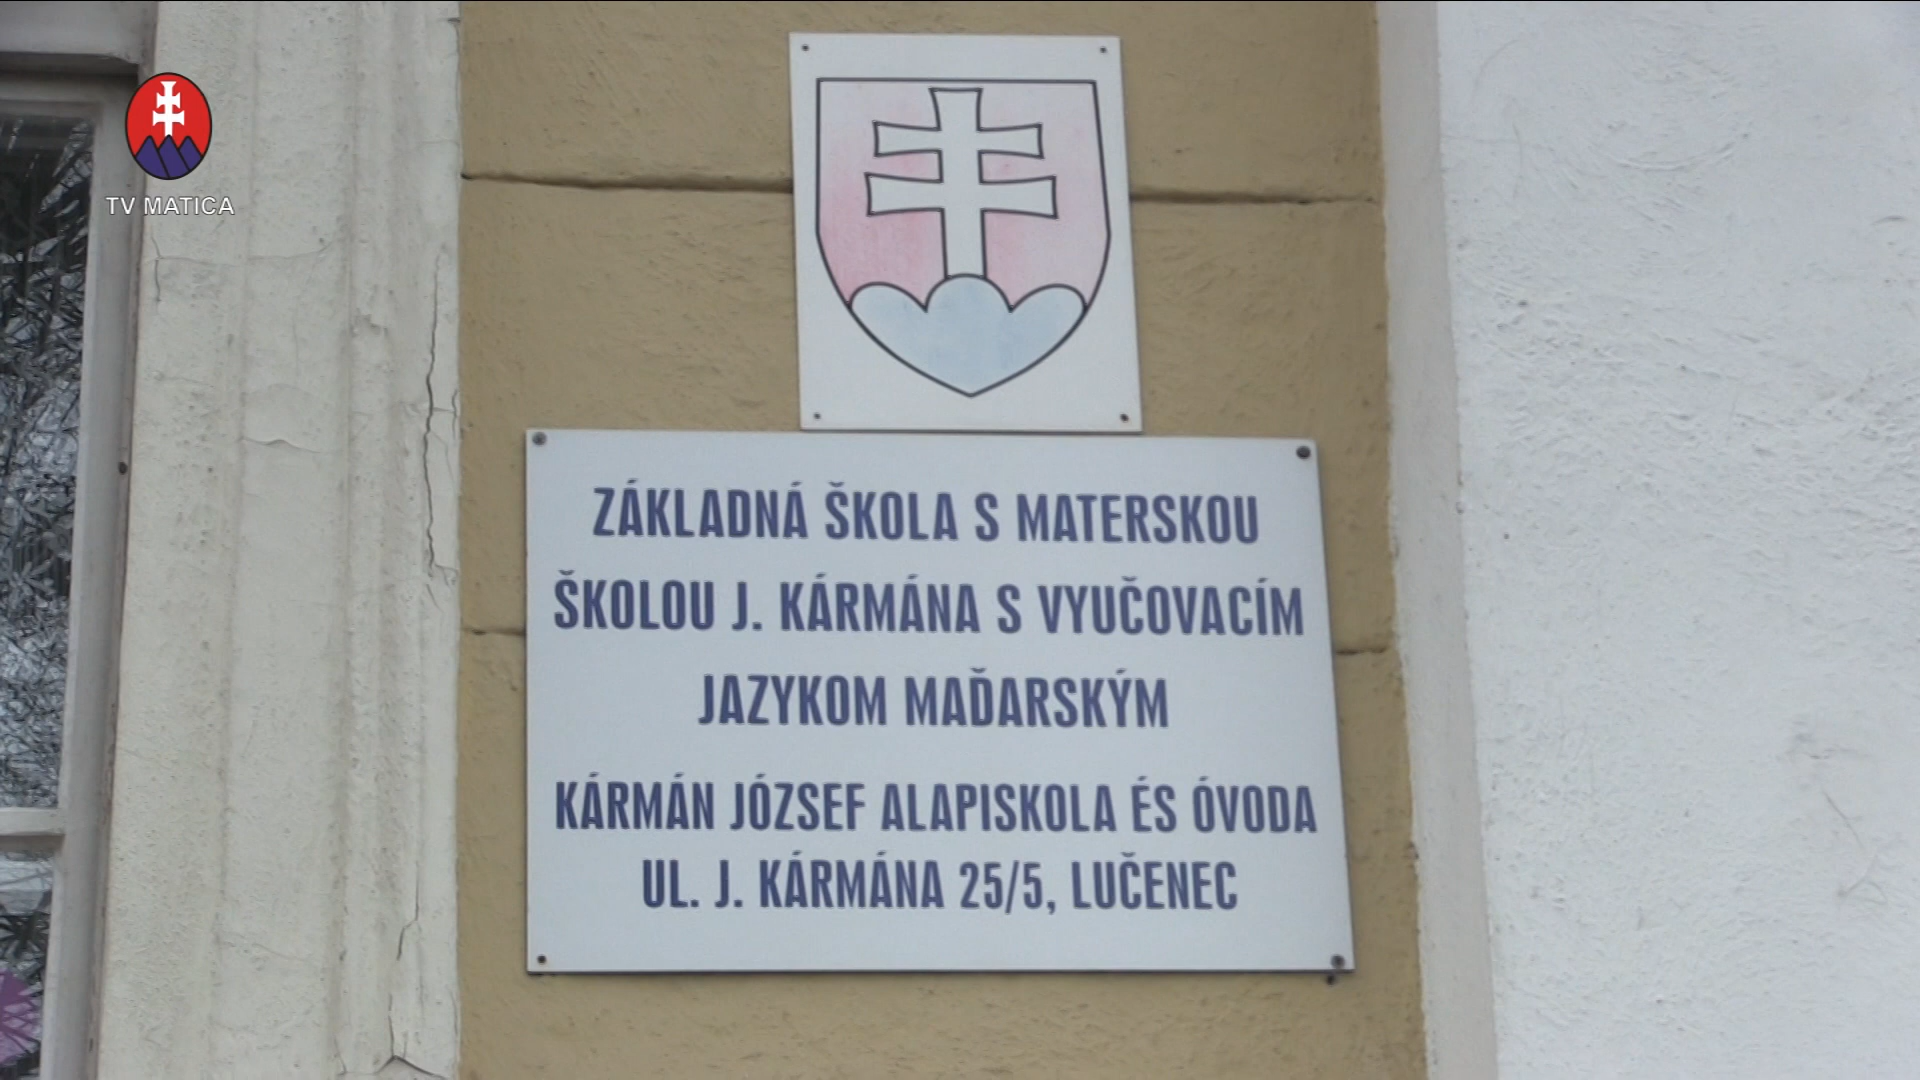 TV MATICA
ZÁKLADNÁ ŠKOLA S MATERSKOU
ŠKOLOU J. KÁRMÁNA S VYUČOVACÍM
JAZYKOM MAĎARSKÝM
KÁRMÁN JÓZSEF ALAPISKOLA ÉS ÓVODA
UL. J. KÁRMÁNA 25/5, LUČENEC